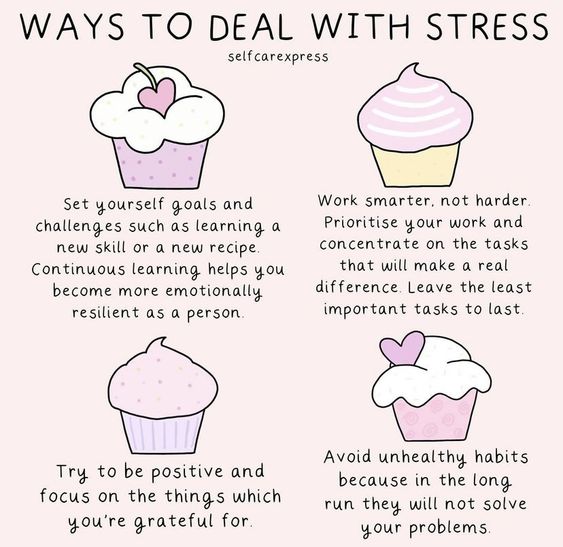 WAYS TO DEAL WITH STRESS
selfcarexpress
Set yourself goals and
challenges such as learning a
new skill or a new recipe.
Continuous learning helps you
become more emotionally
resilient as a person.
Work smarter, not harder.
Prioritise your work and
concentrate on the tasks
that will make a real
difference. Leave the least
important tasks to last.
Try to be positive and
focus on the things which
you're grateful for.
Avoid unhealthy habits
because in the long
run they will not solve
your problems.